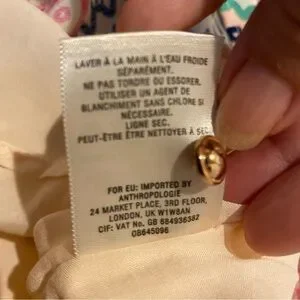 LAVER À LA MAIN À L'EAU FROIDE
SÉPARÉMENT.
NE PAS TORDRE OU ESSORER.
UTILISER UN AGENT DE
BLANCHIMENT SANS CHLORE SI
NÉCESSAIRE.
LIGNE SEC.
PEUT-ÊTRE ÊTRE NETTOYER À SEC.
FOR EU: IMPORTED BY
ANTHROPOLOGIE
24 MARKET PLACE, 3RD FLOOR,
LONDON, UK W1W8AN
CIF: VAT No: GB 684936382
OB645096